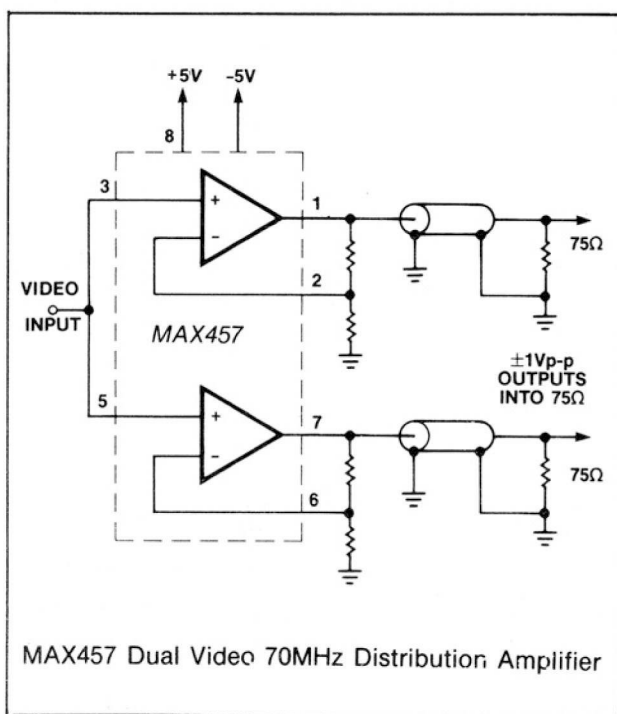 +5V
-5V
8
3
+
1
-
2
75Ω
VIDEO
INPUT
MAX457
±1Vp-p
OUTPUTS
INTO 75Ω
5
+
7
-
6
75Ω
MAX457 Dual Video 70MHz Distribution Amplifier